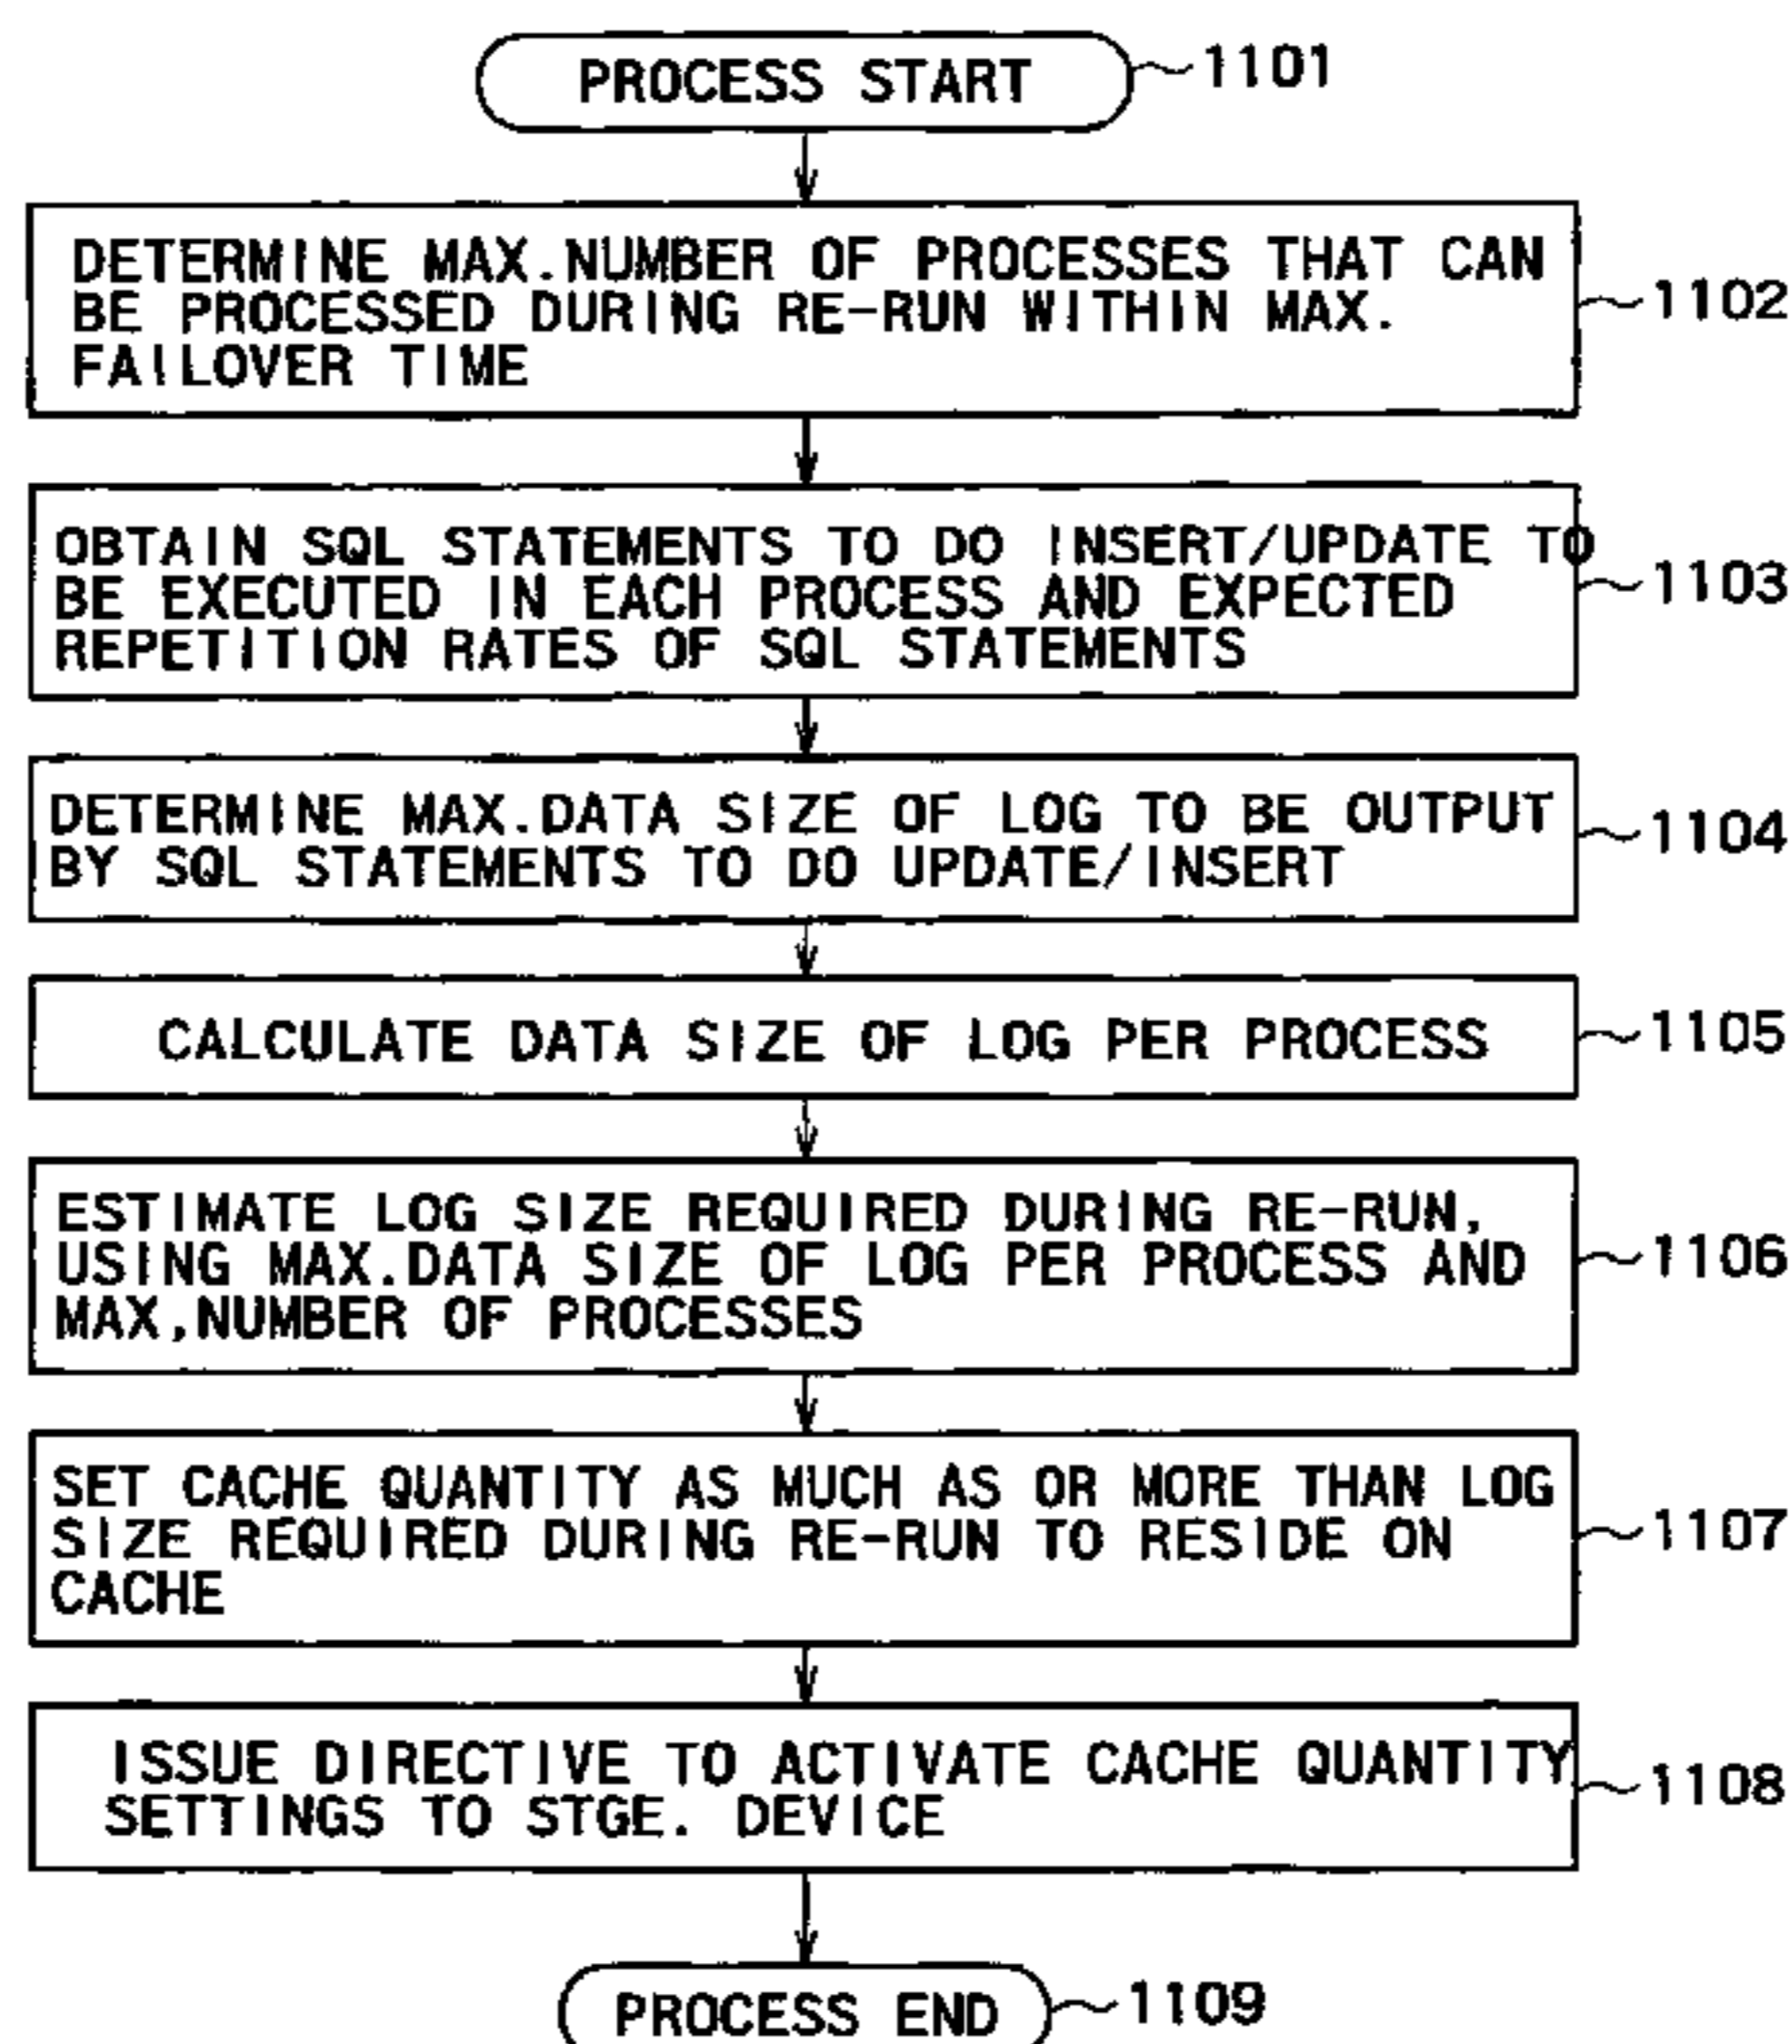 PROCESS START
1101
DETERMINE MAX.NUMBER OF PROCESSES THAT CAN
BE PROCESSED DURING RE-RUN WITHIN MAX.
FAILOVER TIME
1102
OBTAIN SQL STATEMENTS TO DO INSERT/UPDATE TO
BE EXECUTED IN EACH PROCESS AND EXPECTED
REPETITION RATES OF SQL STATEMENTS
1103
DETERMINE MAX.DATA SIZE OF LOG TO BE OUTPUT
BY SQL STATEMENTS TO DO UPDATE/INSERT
1104
CALCULATE DATA SIZE OF LOG PER PROCESS
1105
ESTIMATE LOG SIZE REQUIRED DURING RE-RUN,
USING MAX.DATA SIZE OF LOG PER PROCESS AND
MAX,NUMBER OF PROCESSES
1106
SET CACHE QUANTITY AS MUCH AS OR MORE THAN LOG
SIZE REQUIRED DURING RE-RUN TO RESIDE ON
CACHE
1107
ISSUE DIRECTIVE TO ACTIVATE CACHE QUANTITY
SETTINGS TO STGE. DEVICE
1108
PROCESS END
1109